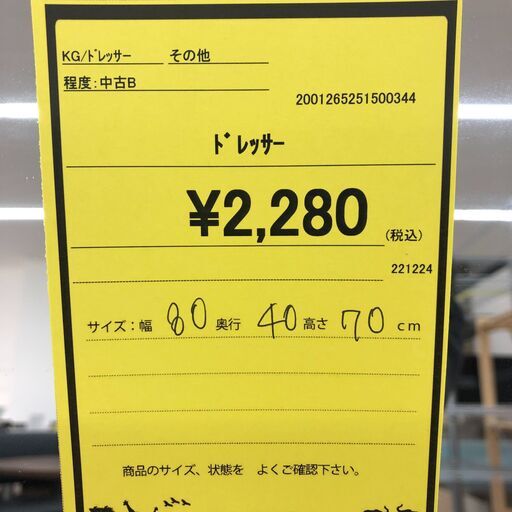 KG/ﾄﾞﾚｯｻｰ その他
程度:中古B
2001265251500344
ﾄﾞﾚｯｻｰ
¥2,280
(税込)
221224
サイズ:幅 80 奥行 40 高さ 70 cm
商品のサイズ、状態を よくご確認下さい。